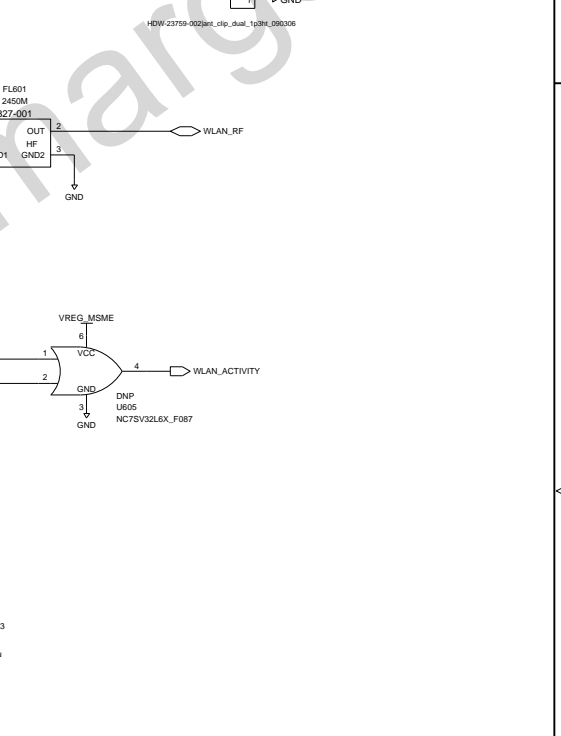 GND
HDW-23759-002|ant_clip_dual_1p3ht_090306
marg
FL601
2450M
327-001
OUT
2
WLAN_RF
HF
GND2
3
GND
VREG_MSME
6
VCC
1
4
WLAN_ACTIVITY
2
GND
DNP
3
U605
GND
NC7SV32L6X_F087
3